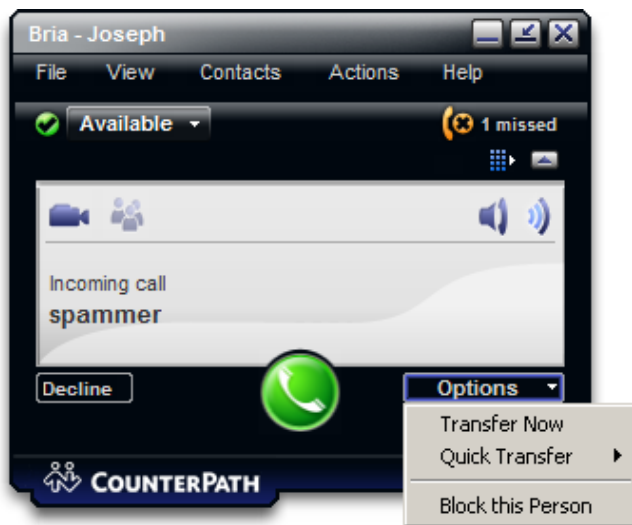 Bria - Joseph
File View Contacts Actions Help
Available 1 missed
Incoming call
spammer
Decline Options
Transfer Now
Quick Transfer
Block this Person
COUNTERPATH